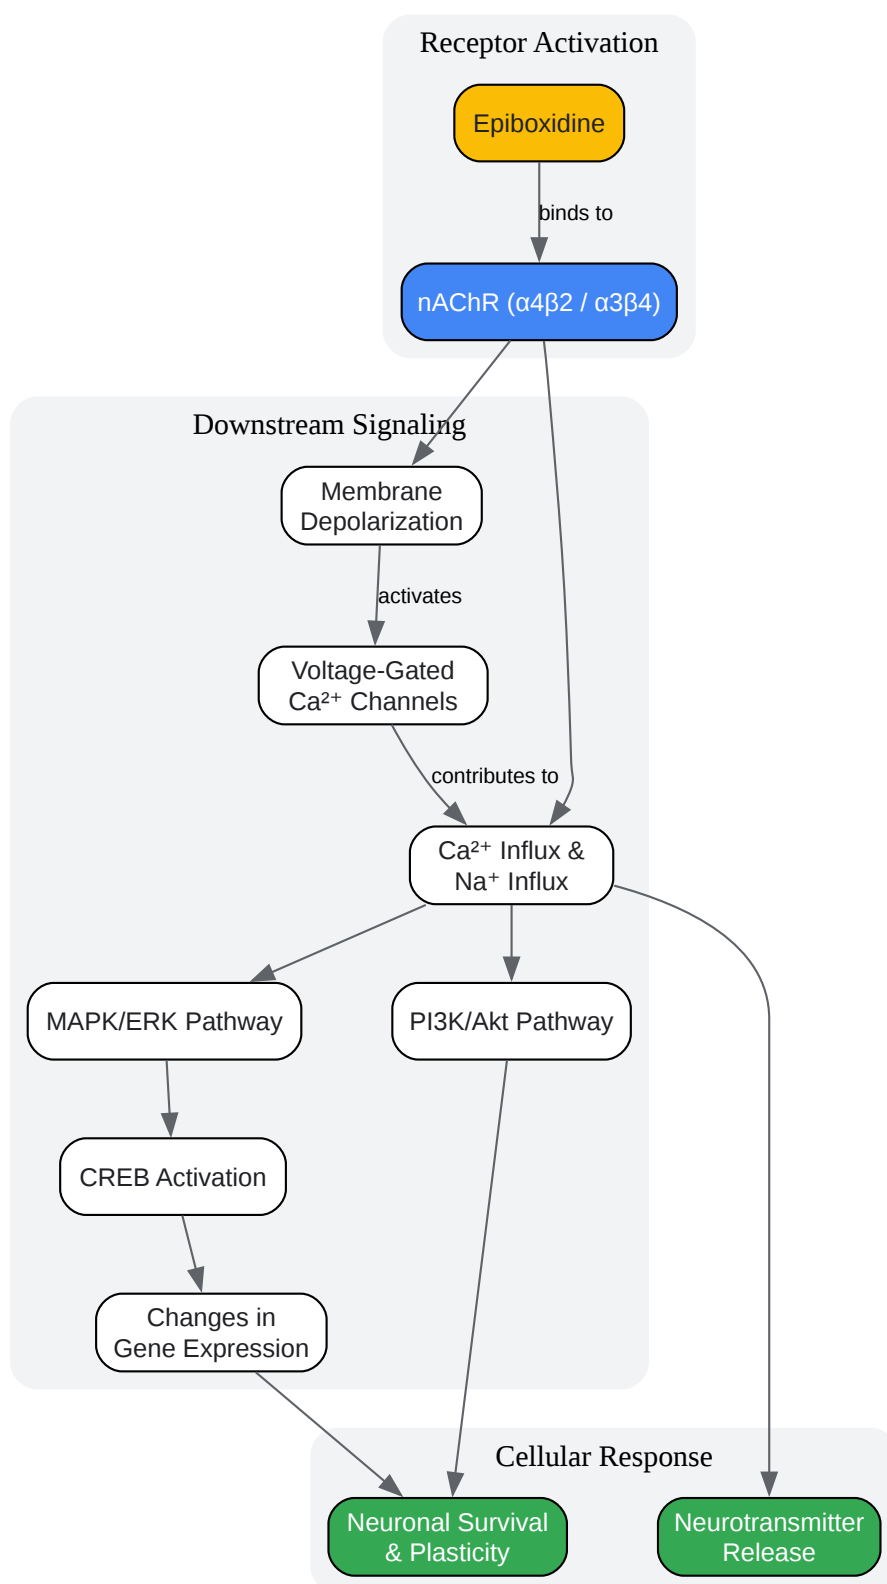 Receptor Activation
Epiboxidine
binds to
nAChR (α4β2 / α3β4)
Downstream Signaling
Membrane
Depolarization
activates
Voltage-Gated
Ca²⁺ Channels
contributes to
Ca²⁺ Influx &
Na⁺ Influx
MAPK/ERK Pathway
PI3K/Akt Pathway
CREB Activation
Changes in
Gene Expression
Cellular Response
Neuronal Survival
& Plasticity
Neurotransmitter
Release